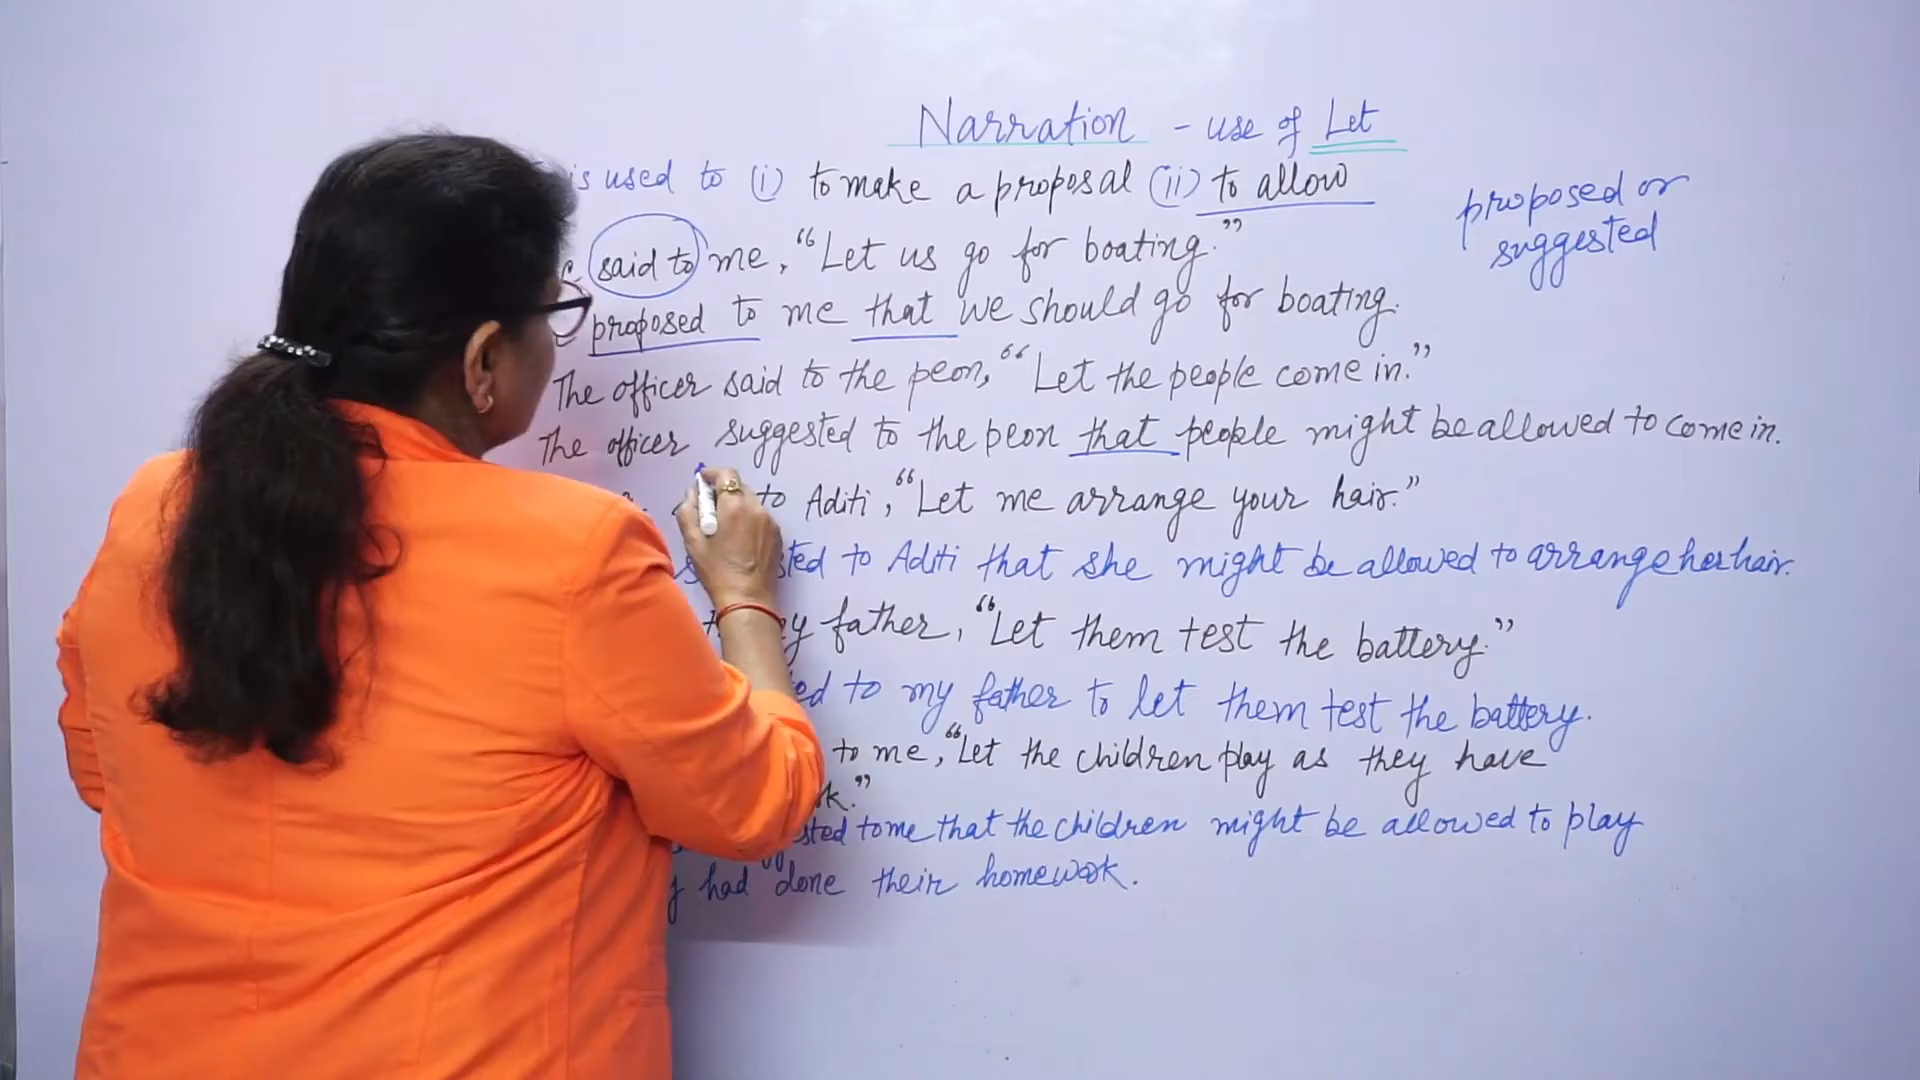 Narration - use of Let
is used to (i) to make a proposal (ii) to allow
proposed or
suggested
said to me, "Let us go for boating."
proposed to me that we should go for boating.
The officer said to the peon, "Let the people come in."
The officer suggested to the peon that people might be allowed to come in.
to Aditi, "Let me arrange your hair."
to Aditi that she might be allowed to arrange her hair.
father, "Let them test the battery."
to my father to let them test the battery.
to me, "Let the children play as they have
to me that the children might be allowed to play
had done their homework.